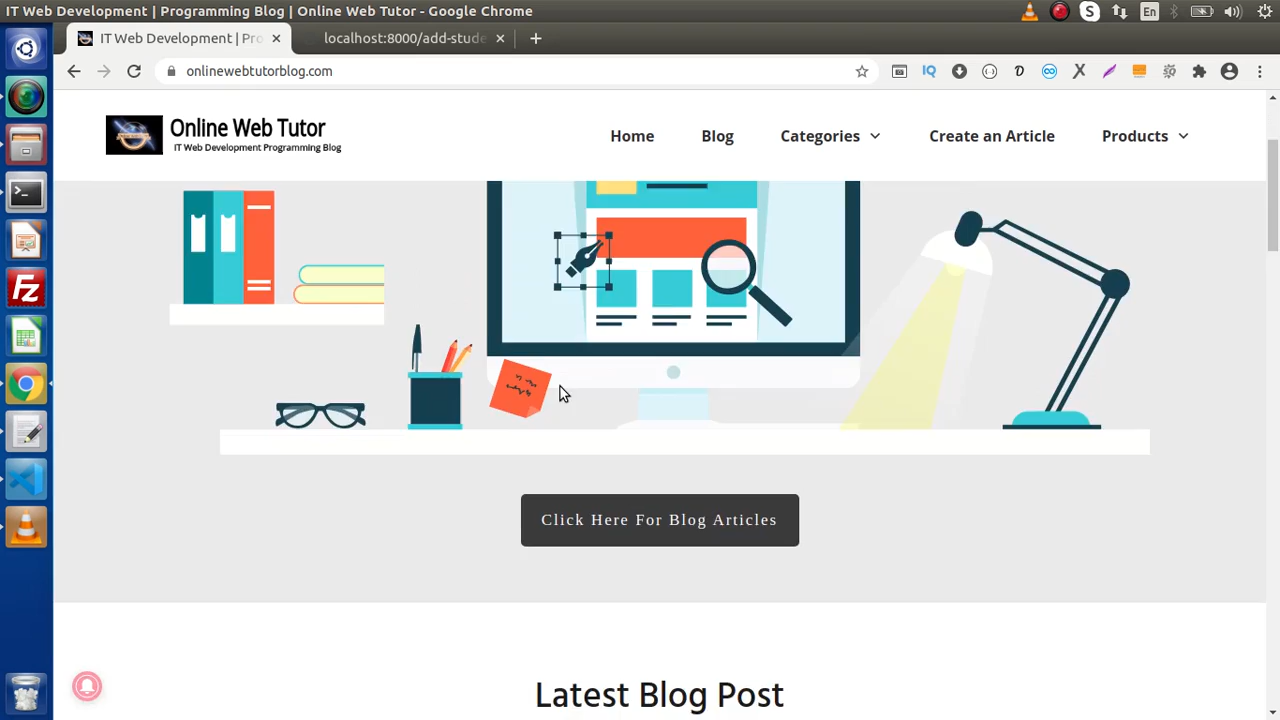 IT Web Development | Programming Blog | Online Web Tutor - Google Chrome
En
IT Web Development | Pro
localhost:8000/add-stude
onlinewebtutorblog.com
IQ
Online Web Tutor
IT Web Development Programming Blog
Home Blog Categories Create an Article Products
Click Here For Blog Articles
Latest Blog Post